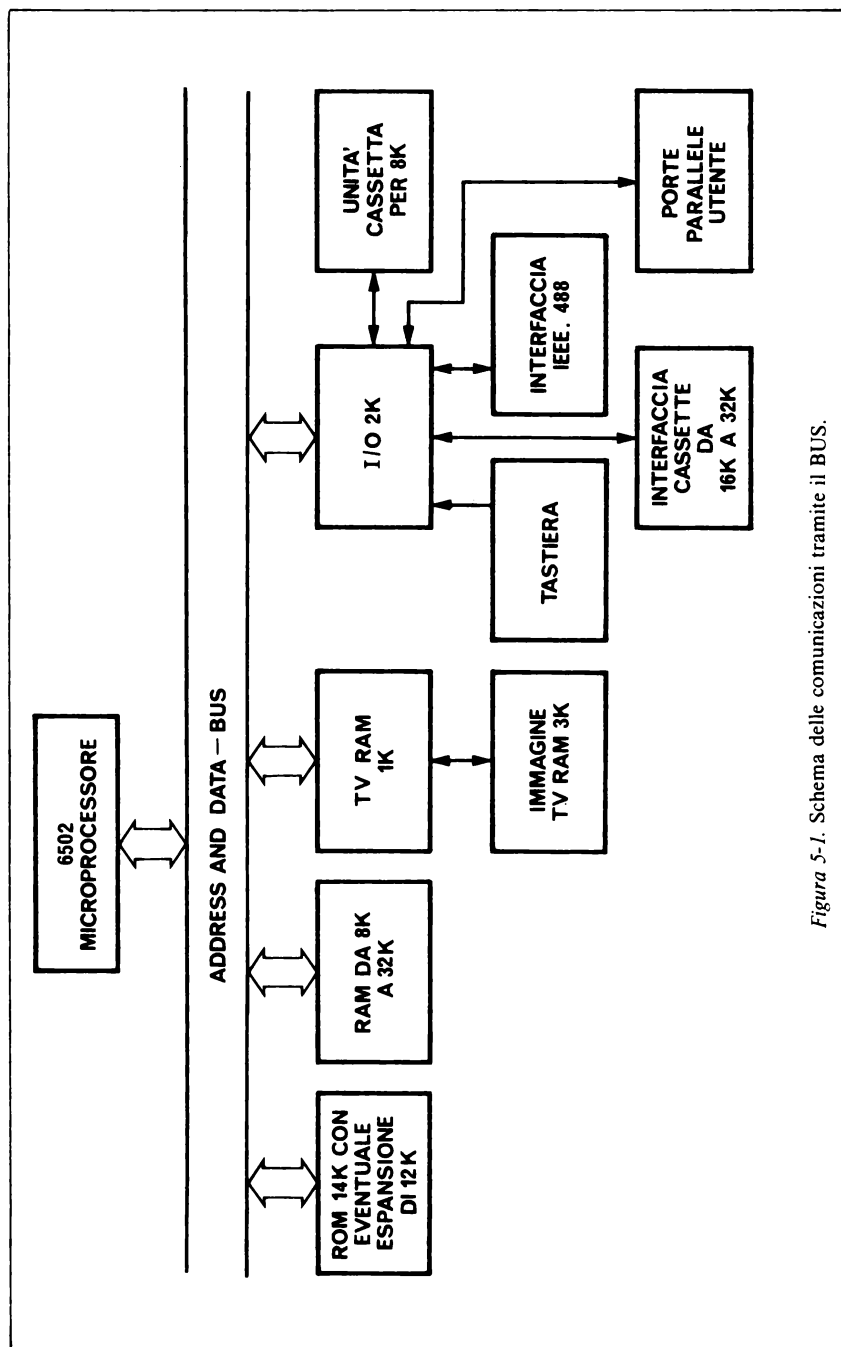 6502
MICROPROCESSORE
ADDRESS AND DATA — BUS
ROM 14K CON
EVENTUALE
ESPANSIONE
DI 12K
RAM DA 8K
A 32K
TV RAM
1K
IMMAGINE
T.V RAM 3K
I/O 2K
UNITA'
CASSETTA
PER 8K
TASTIERA
INTERFACCIA
IEEE. 488
INTERFACCIA
CASSETTE
DA
16K A 32K
PORTE
PARALLELE
UTENTE
Figura 5-1. Schema delle comunicazioni tramite il BUS.